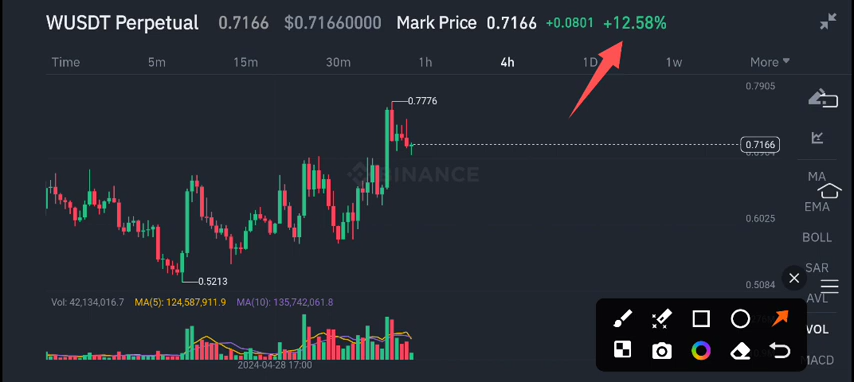 WUSDT Perpetual 0.7166 $0.71660000 Mark Price 0.7166 +0.0801 +12.58%
Time 5m 15m 30m 1h 4h 1D 1w More
0.7905
0.7776
0.7166
BINANCE
MA
EMA
0.6025
BOLL
SAR
0.5213
0.5084
AVL
Vol: 42,134,016.7 MA(5): 124,587,911.9 MA(10): 135,742,061.8
VOL
MACD
2024-04-28 17:00